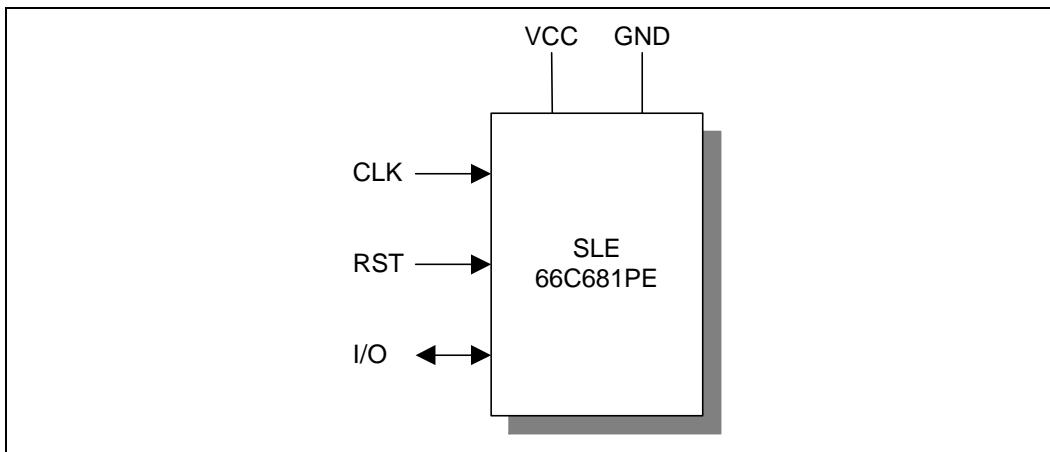 VCC GND
CLK
RST
I/O
SLE
66C681PE